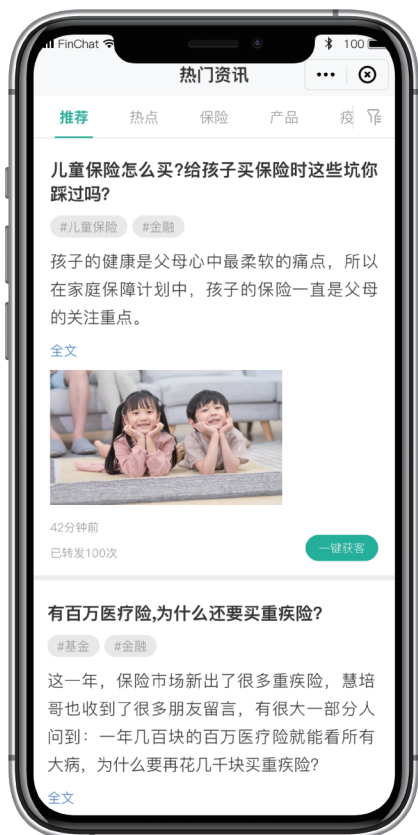 FinChat
100
热门资讯
推荐 热点 保险 产品 疫
儿童保险怎么买?给孩子买保险时这些坑你
踩过吗?
#儿童保险 #金融
孩子的健康是父母心中最柔软的痛点，所以
在家庭保障计划中，孩子的保险一直是父母
的关注重点。
全文
42分钟前
已转发100次
一键获客
有百万医疗险,为什么还要买重疾险?
#基金 #金融
这一年，保险市场新出了很多重疾险，慧培
哥也收到了很多朋友留言，有很大一部分人
问到：一年几百块的百万医疗险就能看所有
大病，为什么要再花几千块买重疾险?
全文